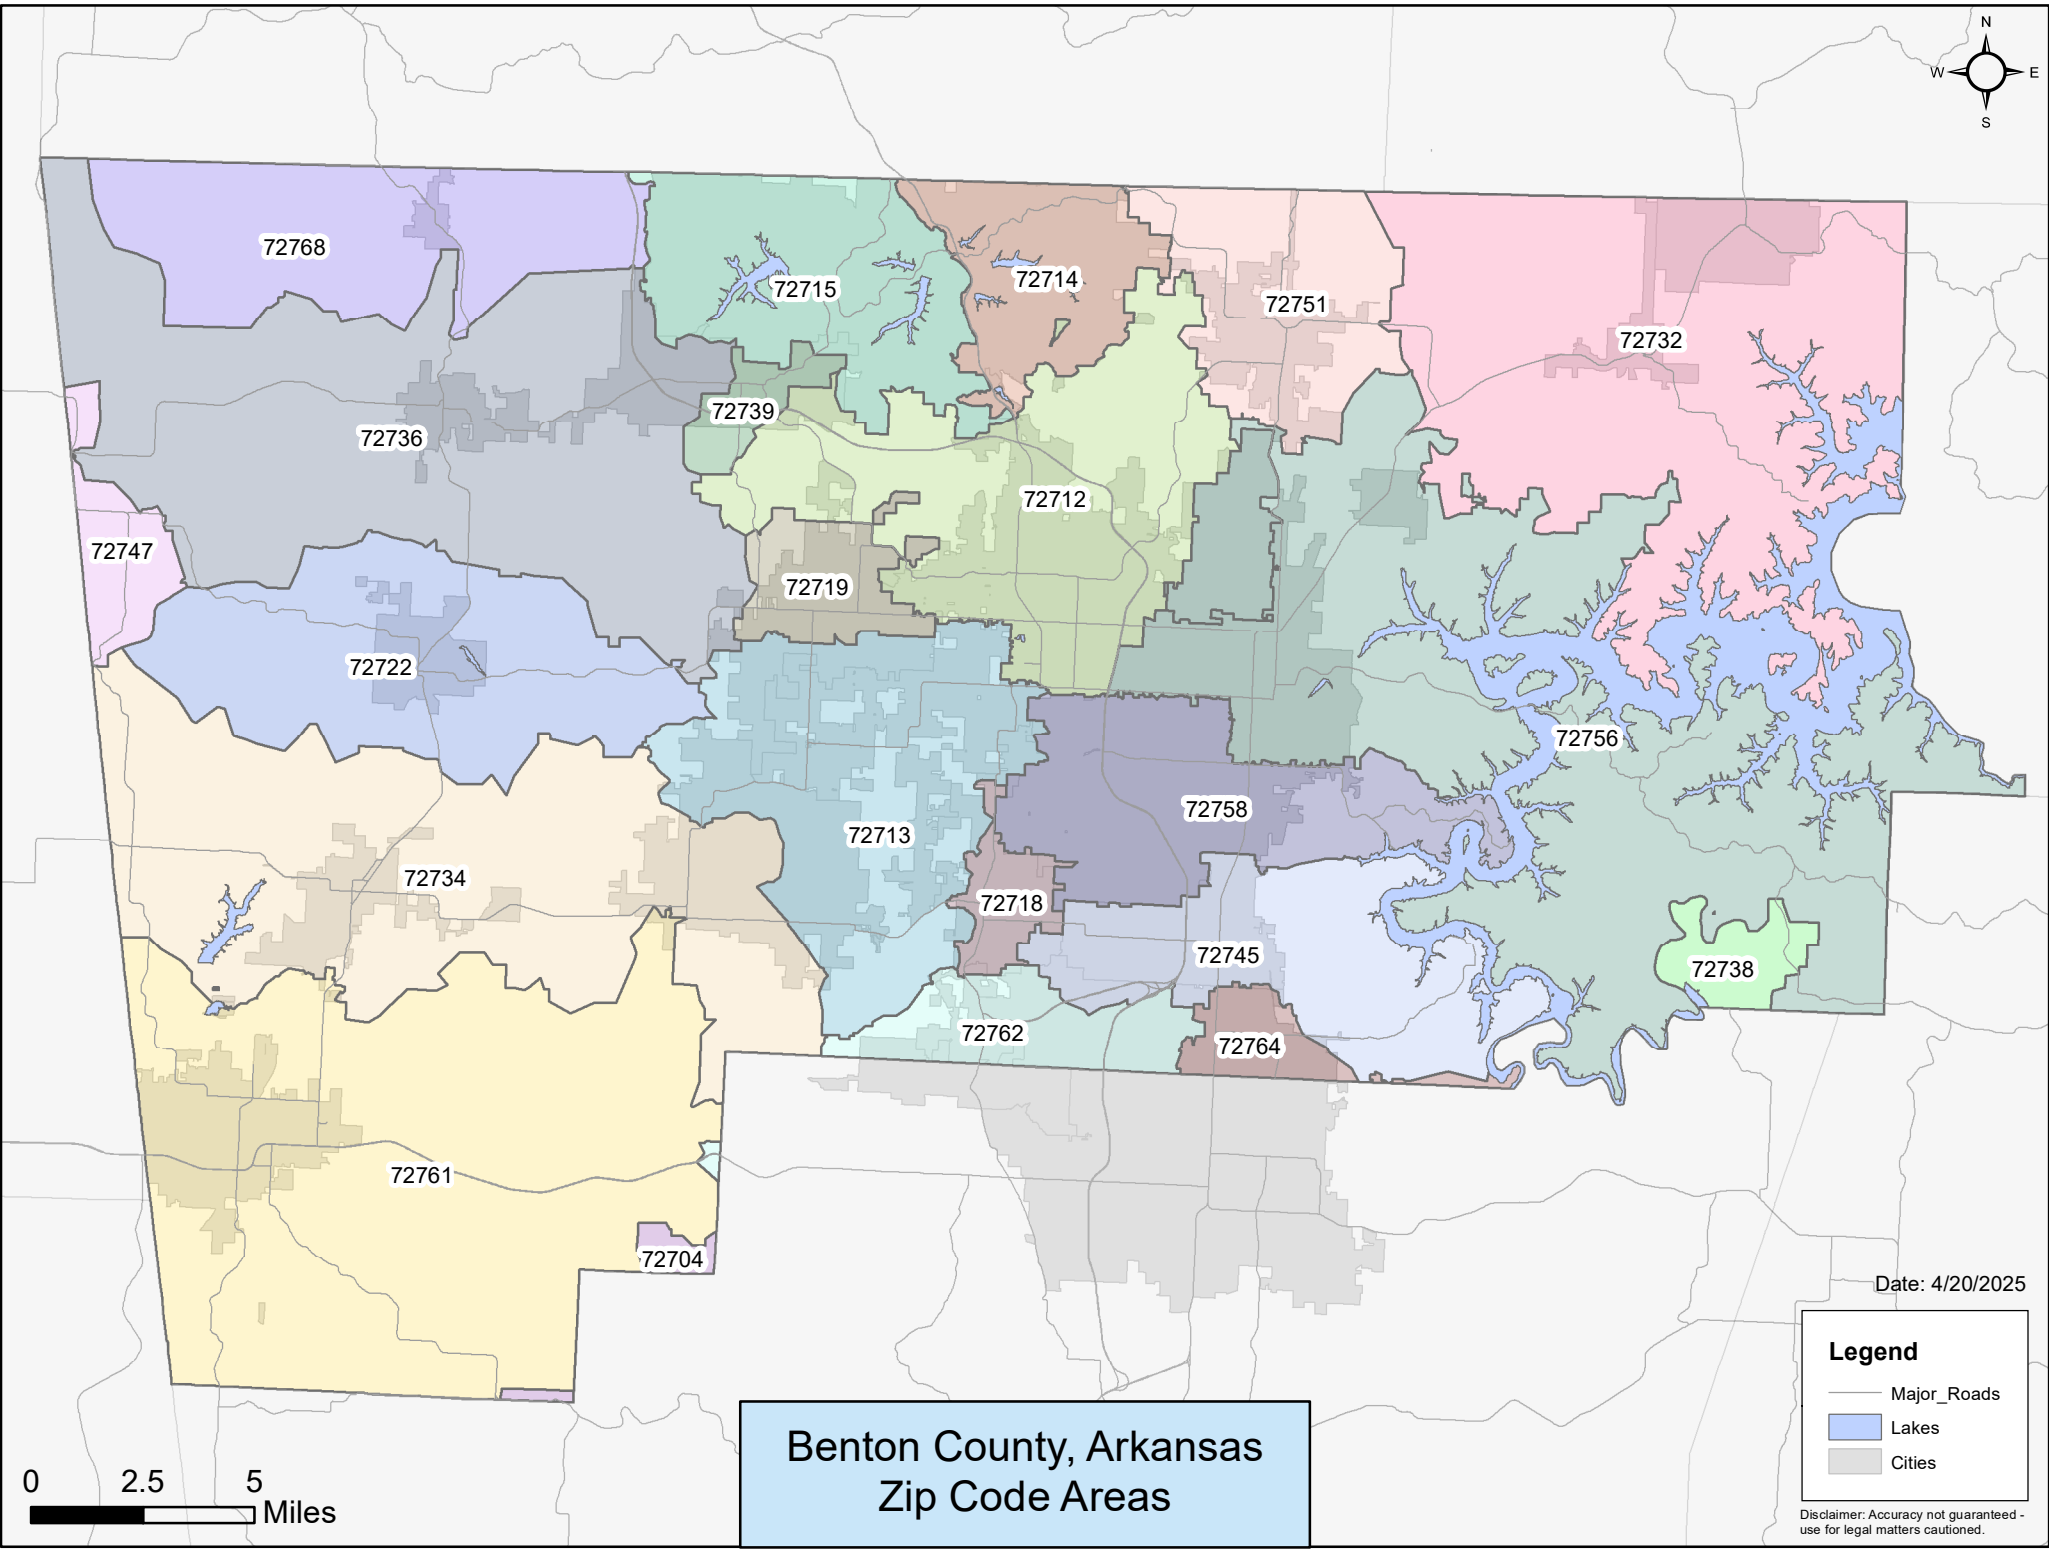 N
W
E
S
72768
72715
72714
72751
72732
72739
72736
72712
72747
72719
72722
72756
72758
72713
72734
72718
72745
72738
72762
72764
72761
72704
Date: 4/20/2025
Legend
Major_Roads
Lakes
Cities
Disclaimer: Accuracy not guaranteed -
use for legal matters cautioned.
Benton County, Arkansas
Zip Code Areas
0 2.5 5
Miles